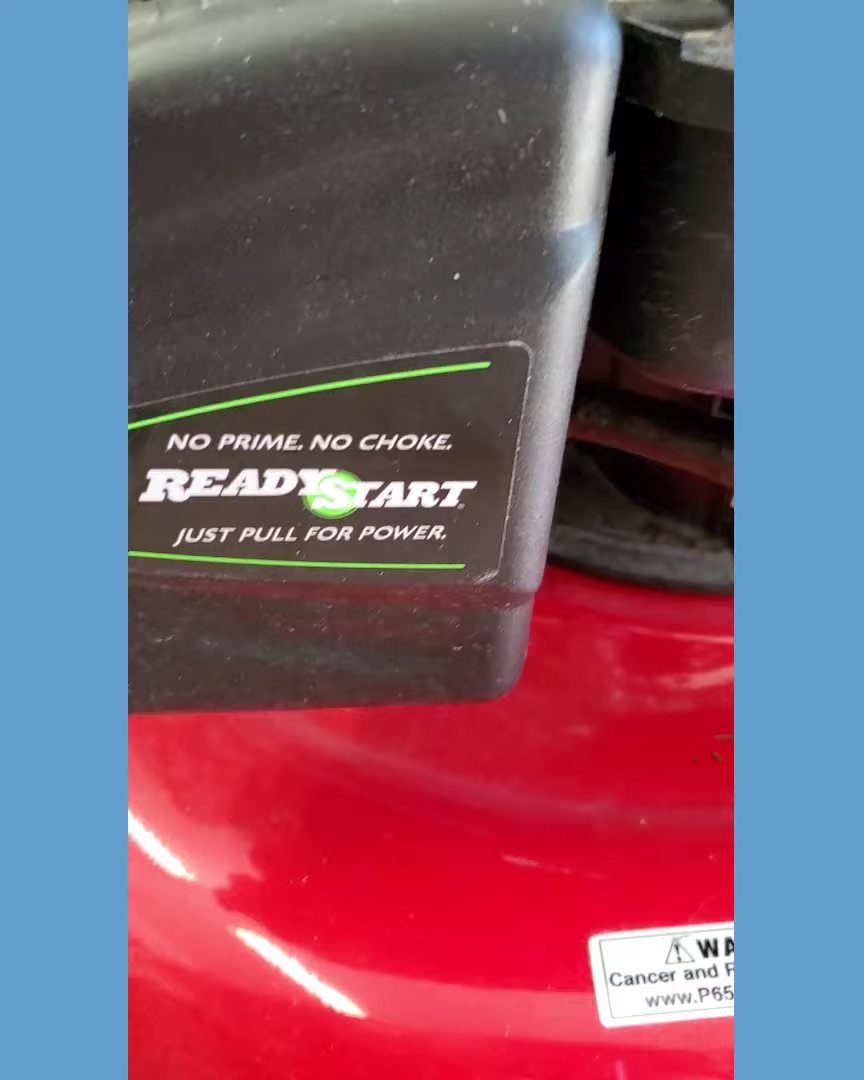 NO PRIME. NO CHOKE.
READYSTART®
JUST PULL FOR POWER.
WA
Cancer and
www.P65